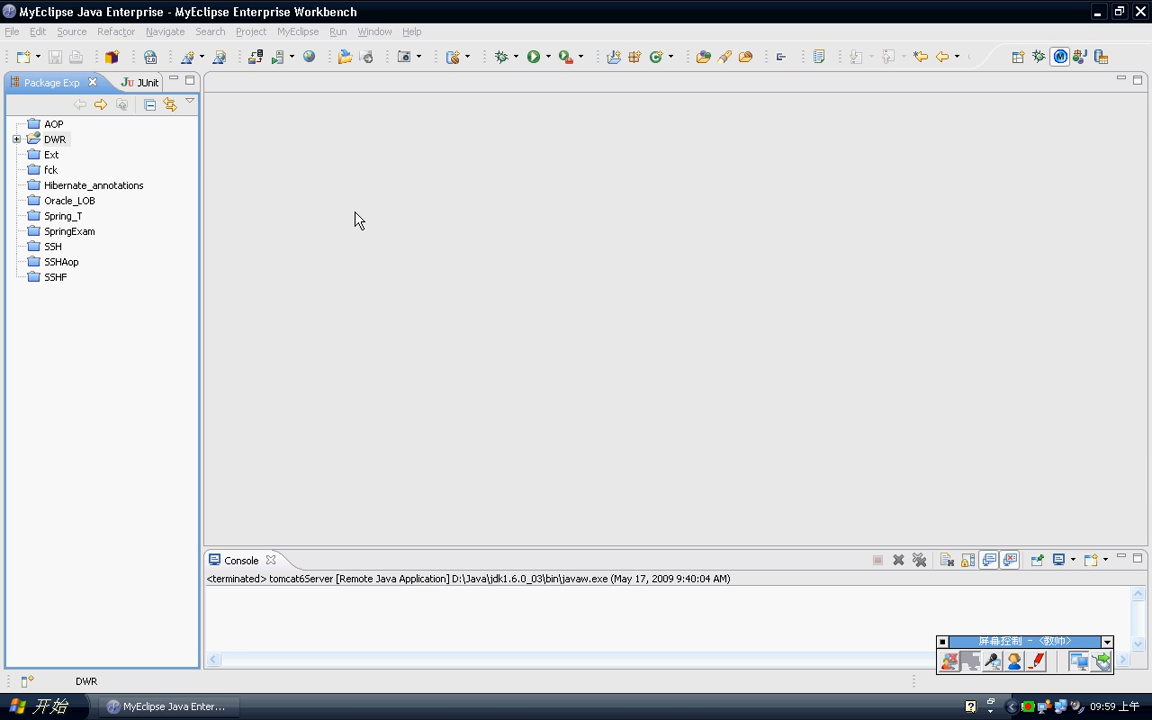 MyEclipse Java Enterprise - MyEclipse Enterprise Workbench
File Edit Source Refactor Navigate Search Project MyEclipse Run Window Help
Package Exp JUnit
AOP
DWR
Ext
fck
Hibernate_annotations
Oracle_LOB
Spring_T
SpringExam
SSH
SSHAop
SSHF
Console
<terminated> tomcat6Server [Remote Java Application] D:\Java\jdk1.6.0_03\bin\javaw.exe (May 17, 2009 9:40:04 AM)
屏幕控制 - <教师>
DWR
开始 MyEclipse Java Enter... 09:59 上午